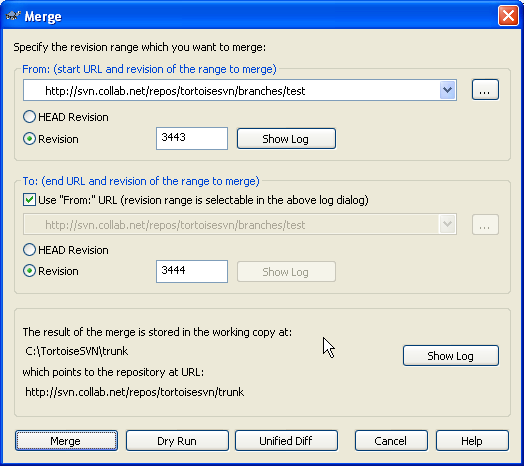 Merge
Specify the revision range which you want to merge:
From: (start URL and revision of the range to merge)
http://svn.collab.net/repos/tortoisesvn/branches/test
...
HEAD Revision
Revision
3443
Show Log
To: (end URL and revision of the range to merge)
Use "From:" URL (revision range is selectable in the above log dialog)
http://svn.collab.net/repos/tortoisesvn/branches/test
...
HEAD Revision
Revision
3444
Show Log
The result of the merge is stored in the working copy at:
C:\TortoiseSVN\trunk
which points to the repository at URL:
http://svn.collab.net/repos/tortoisesvn/trunk
Show Log
Merge
Dry Run
Unified Diff
Cancel
Help